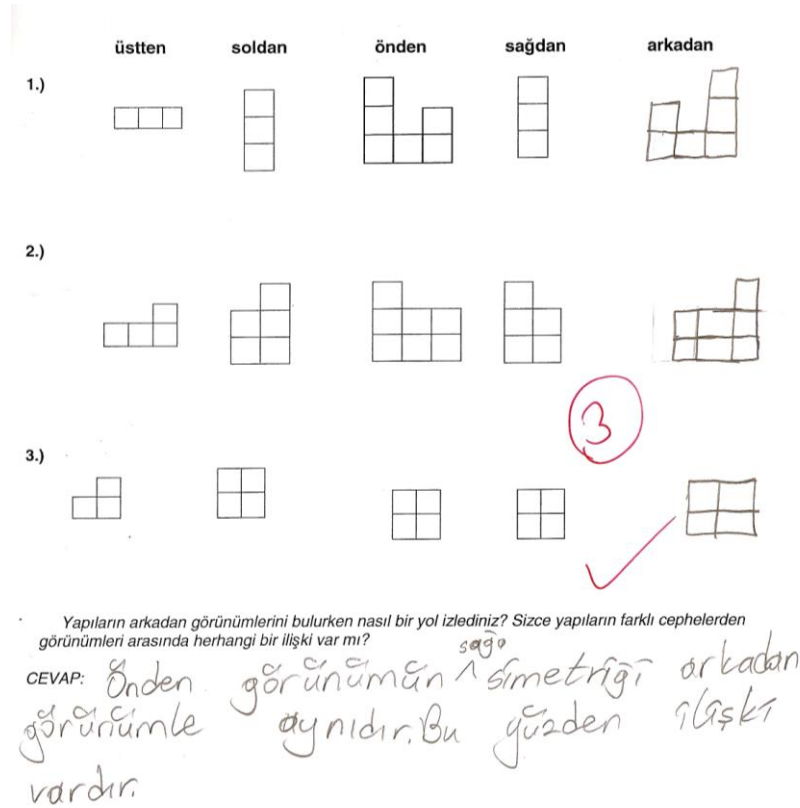 üstten soldan önden sağdan arkadan
1.)
2.)
3
3.)
Yapıların arkadan görünümlerini bulurken nasıl bir yol izlediniz? Sizce yapıların farklı cephelerden
görünümleri arasında herhangi bir ilişki var mı?
sağa
CEVAP: Önden görünümün ^ simetriği arkadan
görünümle aynıdır. Bu yüzden ilişki
vardır.